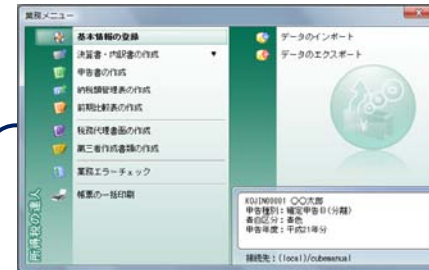 業務メニュー
基本情報の登録
決算書・内訳書の作成 ▼
申告書の作成
納税額管理表の作成
前期比較表の作成
税務代理書面の作成
第三者作成書類の作成
業務エラーチェック
帳票の一括印刷
データのインポート
データのエクスポート
所得税の達人
KOJIN00001 〇〇太郎
申告種別:確定申告B(分離)
青白区分:青色
申告年度:平成21年分
接続先:(local)/cubemanual